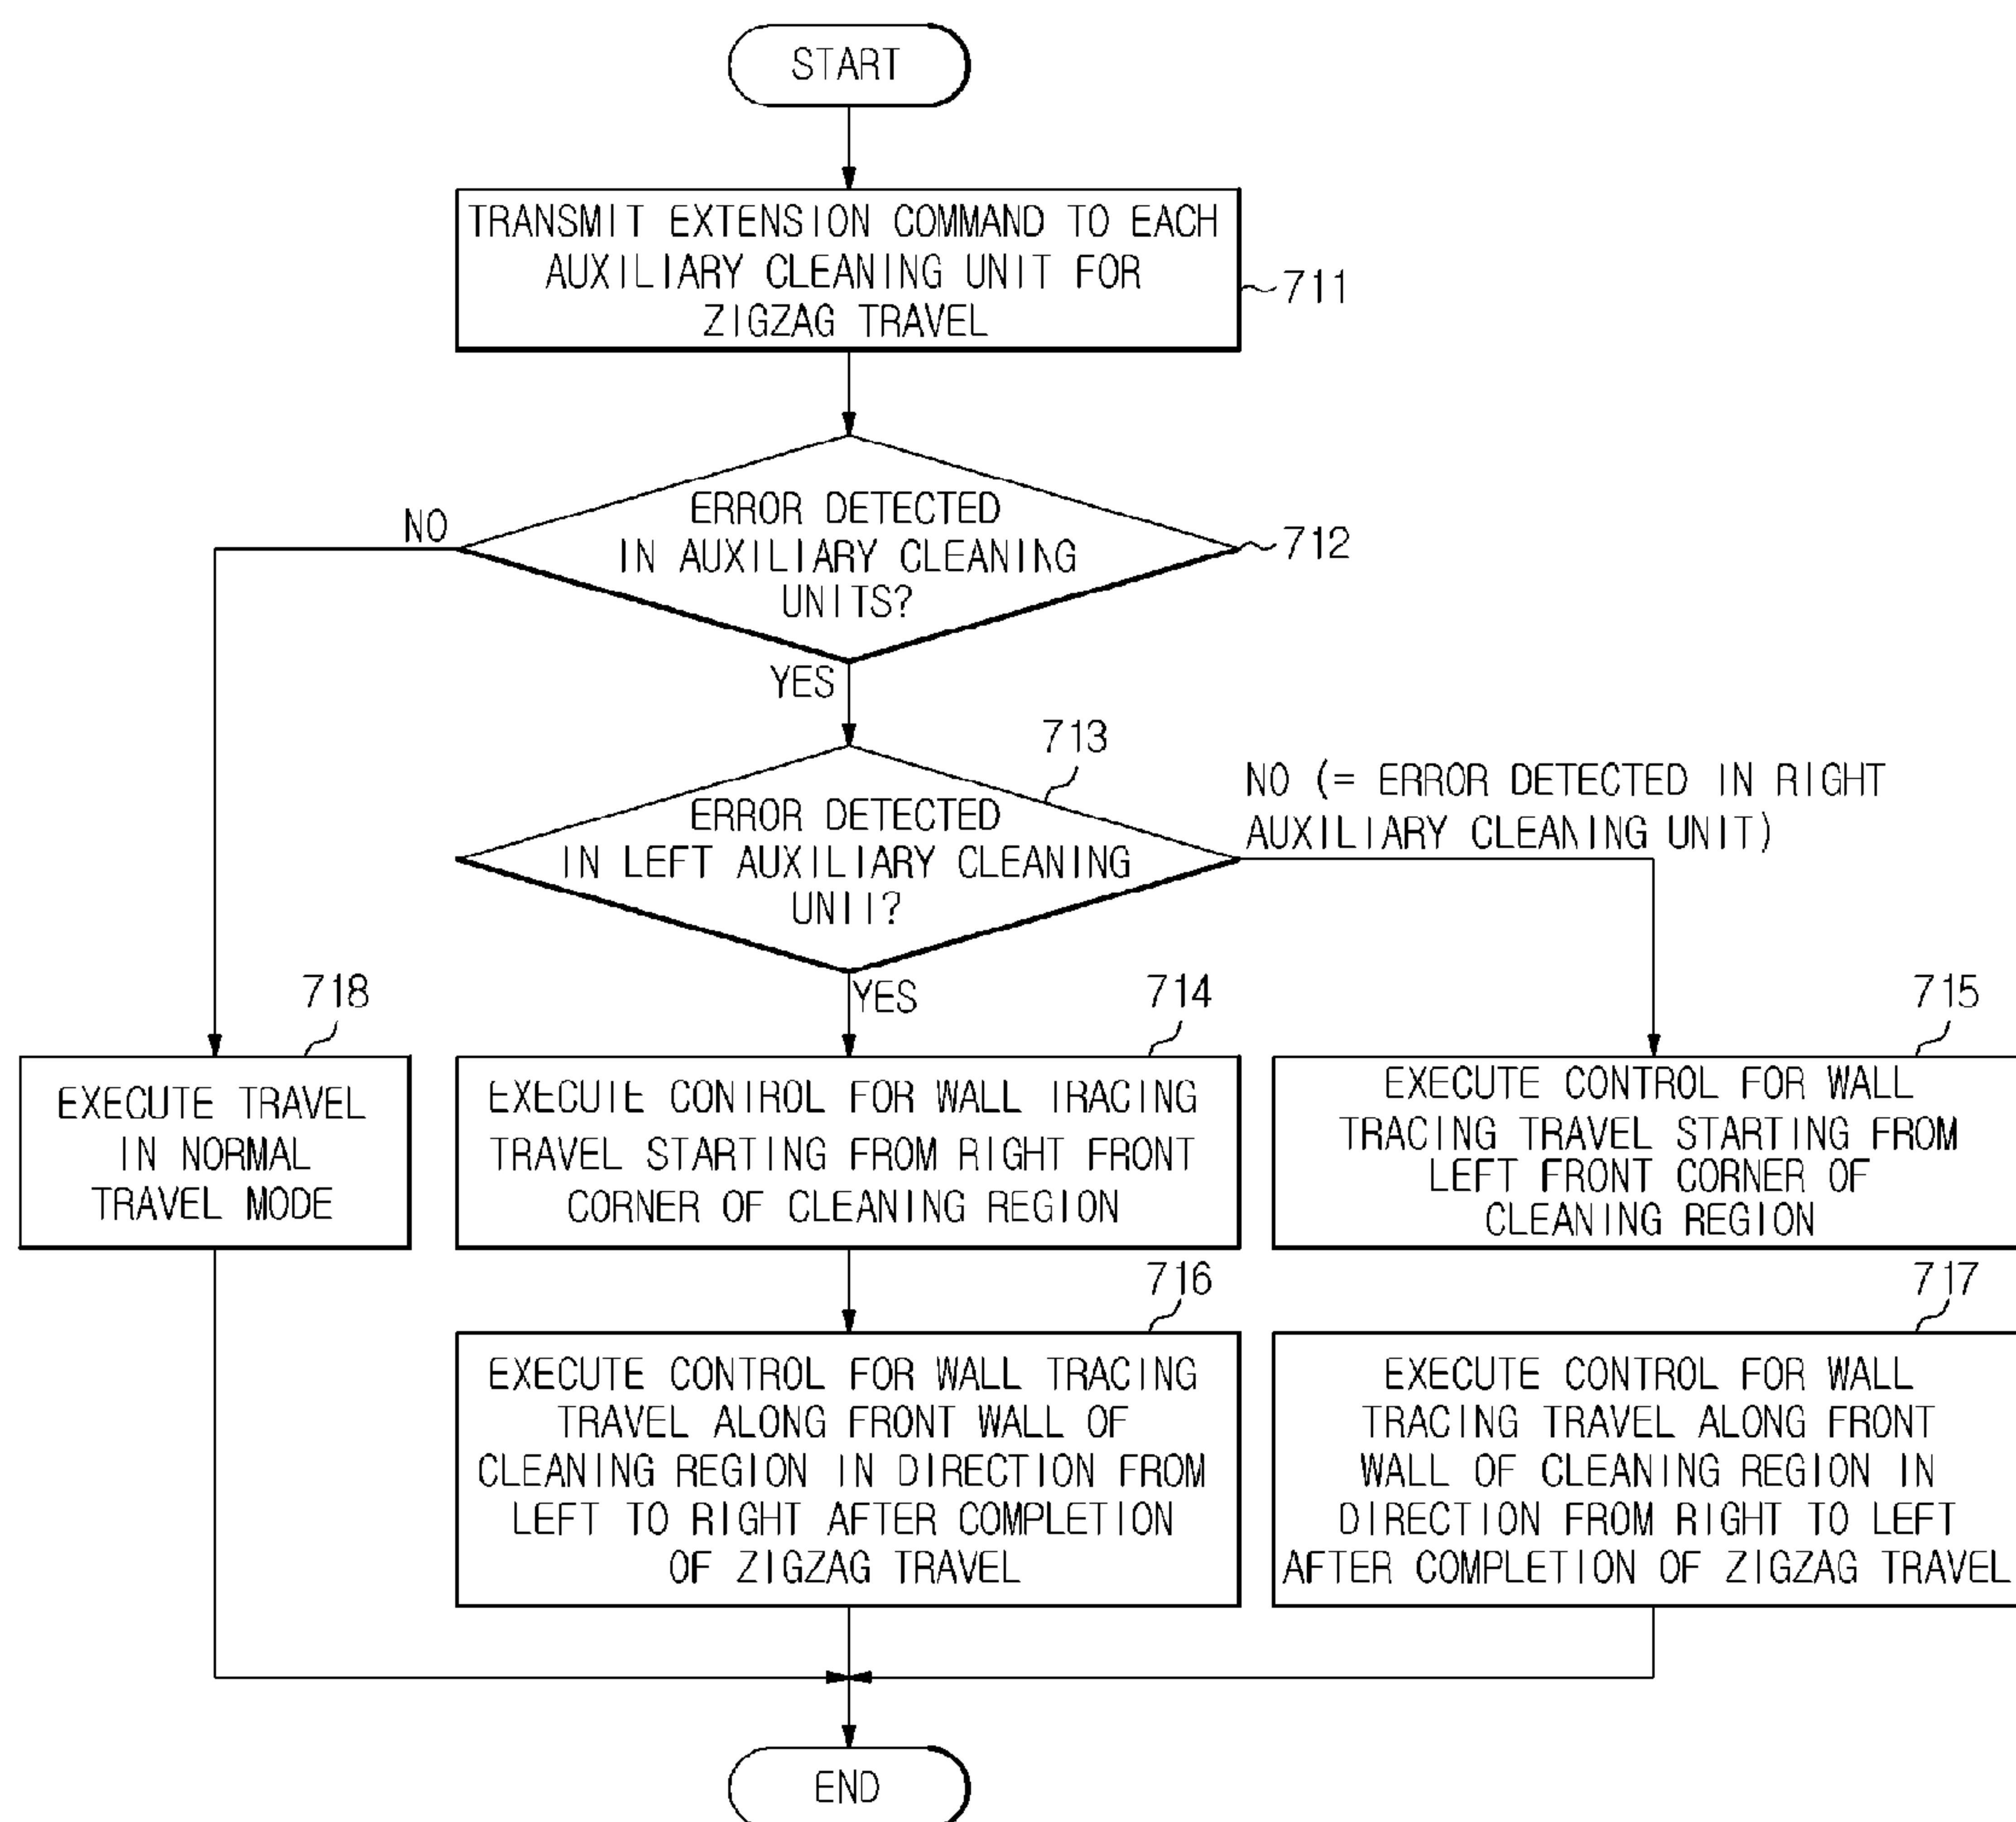 START
TRANSMIT EXTENSION COMMAND TO EACH
AUXILIARY CLEANING UNIT FOR
ZIGZAG TRAVEL
711
ERROR DETECTED
IN AUXILIARY CLEANING
UNITS?
712
NO
YES
713
ERROR DETECTED
IN LEFT AUXILIARY CLEANING
UNIT?
NO (= ERROR DETECTED IN RIGHT
AUXILIARY CLEANING UNIT)
YES
718
EXECUTE TRAVEL
IN NORMAL
TRAVEL MODE
714
EXECUTE CONTROL FOR WALL TRACING
TRAVEL STARTING FROM RIGHT FRONT
CORNER OF CLEANING REGION
715
EXECUTE CONTROL FOR WALL
TRACING TRAVEL STARTING FROM
LEFT FRONT CORNER OF
CLEANING REGION
716
EXECUTE CONTROL FOR WALL TRACING
TRAVEL ALONG FRONT WALL OF
CLEANING REGION IN DIRECTION FROM
LEFT TO RIGHT AFTER COMPLETION
OF ZIGZAG TRAVEL
717
EXECUTE CONTROL FOR WALL
TRACING TRAVEL ALONG FRONT
WALL OF CLEANING REGION IN
DIRECTION FROM RIGHT TO LEFT
AFTER COMPLETION OF ZIGZAG TRAVEL
END